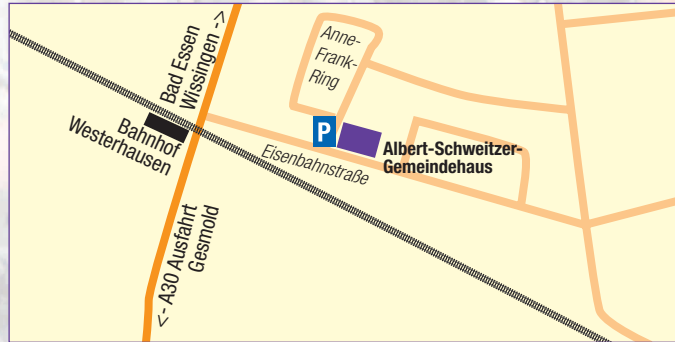 Bad Essen
Wissingen ->
Anne-
Frank-
Ring
P
Bahnhof
Westerhausen
Eisenbahnstraße
Albert-Schweitzer-
Gemeindehaus
<- A30 Ausfahrt
Gesmold